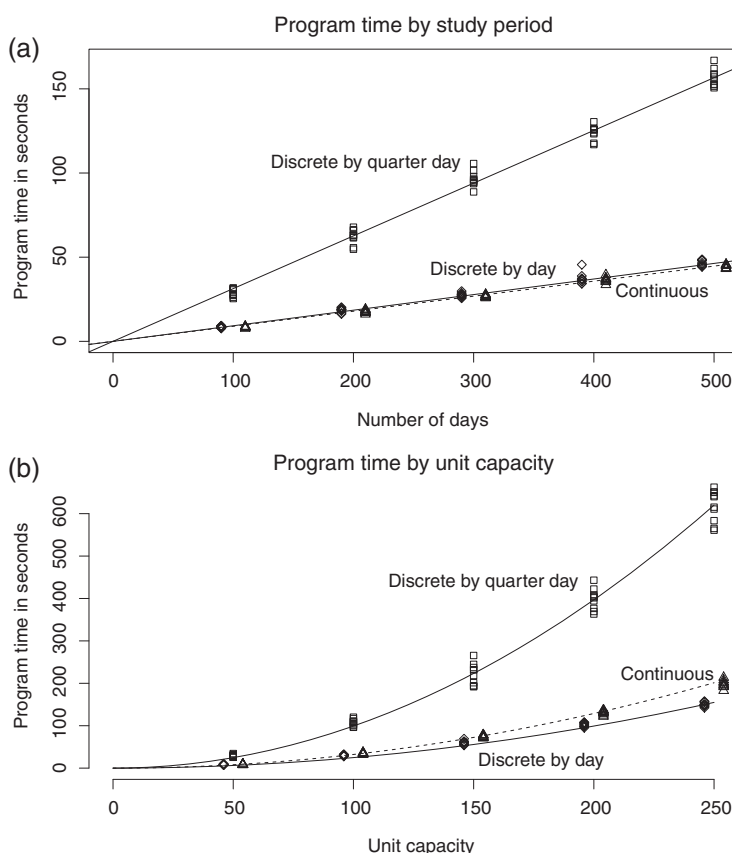 Program time by study period
(a)
150
100
50
0
Program time in seconds
Discrete by quarter day
Discrete by day
Continuous
0 100 200 300 400 500
Number of days
(b)
Program time by unit capacity
600
500
400
300
200
100
0
Program time in seconds
Discrete by quarter day
Continuous
Discrete by day
0 50 100 150 200 250
Unit capacity